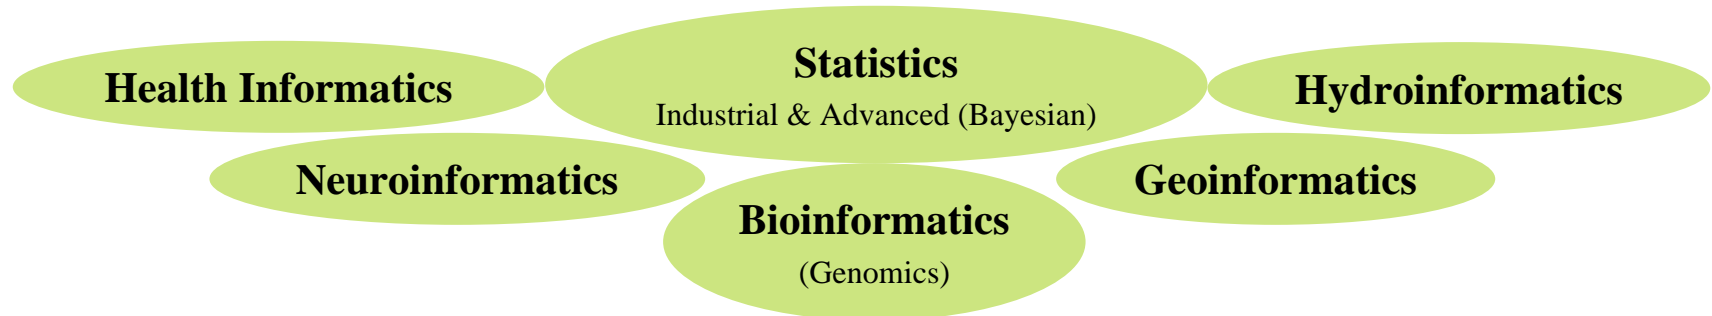 Health Informatics
Statistics
Industrial & Advanced (Bayesian)
Hydroinformatics
Neuroinformatics
Bioinformatics
(Genomics)
Geoinformatics